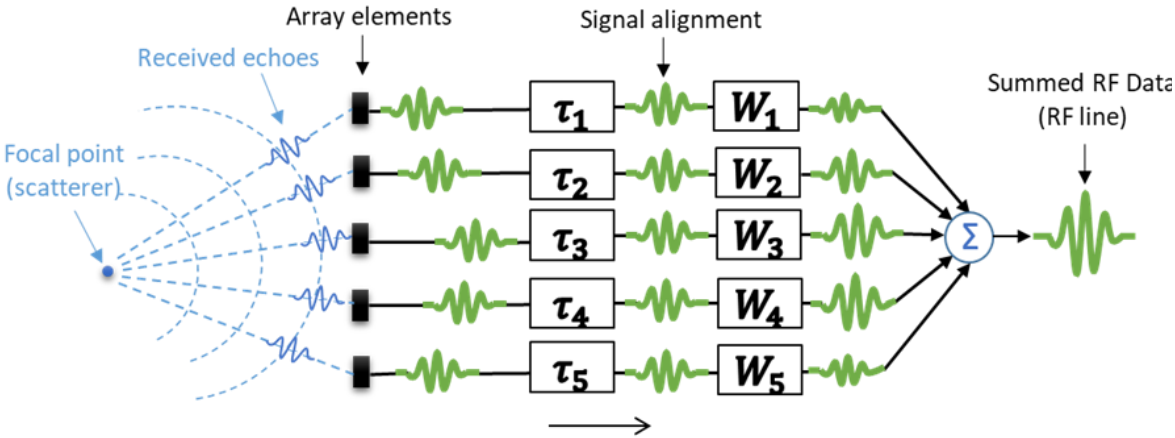 Array elements
Signal alignment
Received echoes
Summed RF Data
(RF line)
Focal point
(scatterer)
τ₁ W₁
τ₂ W₂
τ₃ W₃
Σ
τ₄ W₄
τ₅ W₅